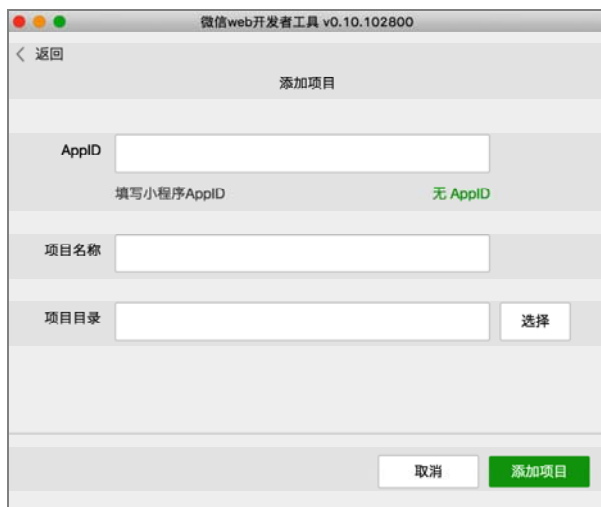 微信web开发者工具 v0.10.102800
返回
添加项目
AppID
填写小程序AppID 无 AppID
项目名称
项目目录 选择
取消 添加项目